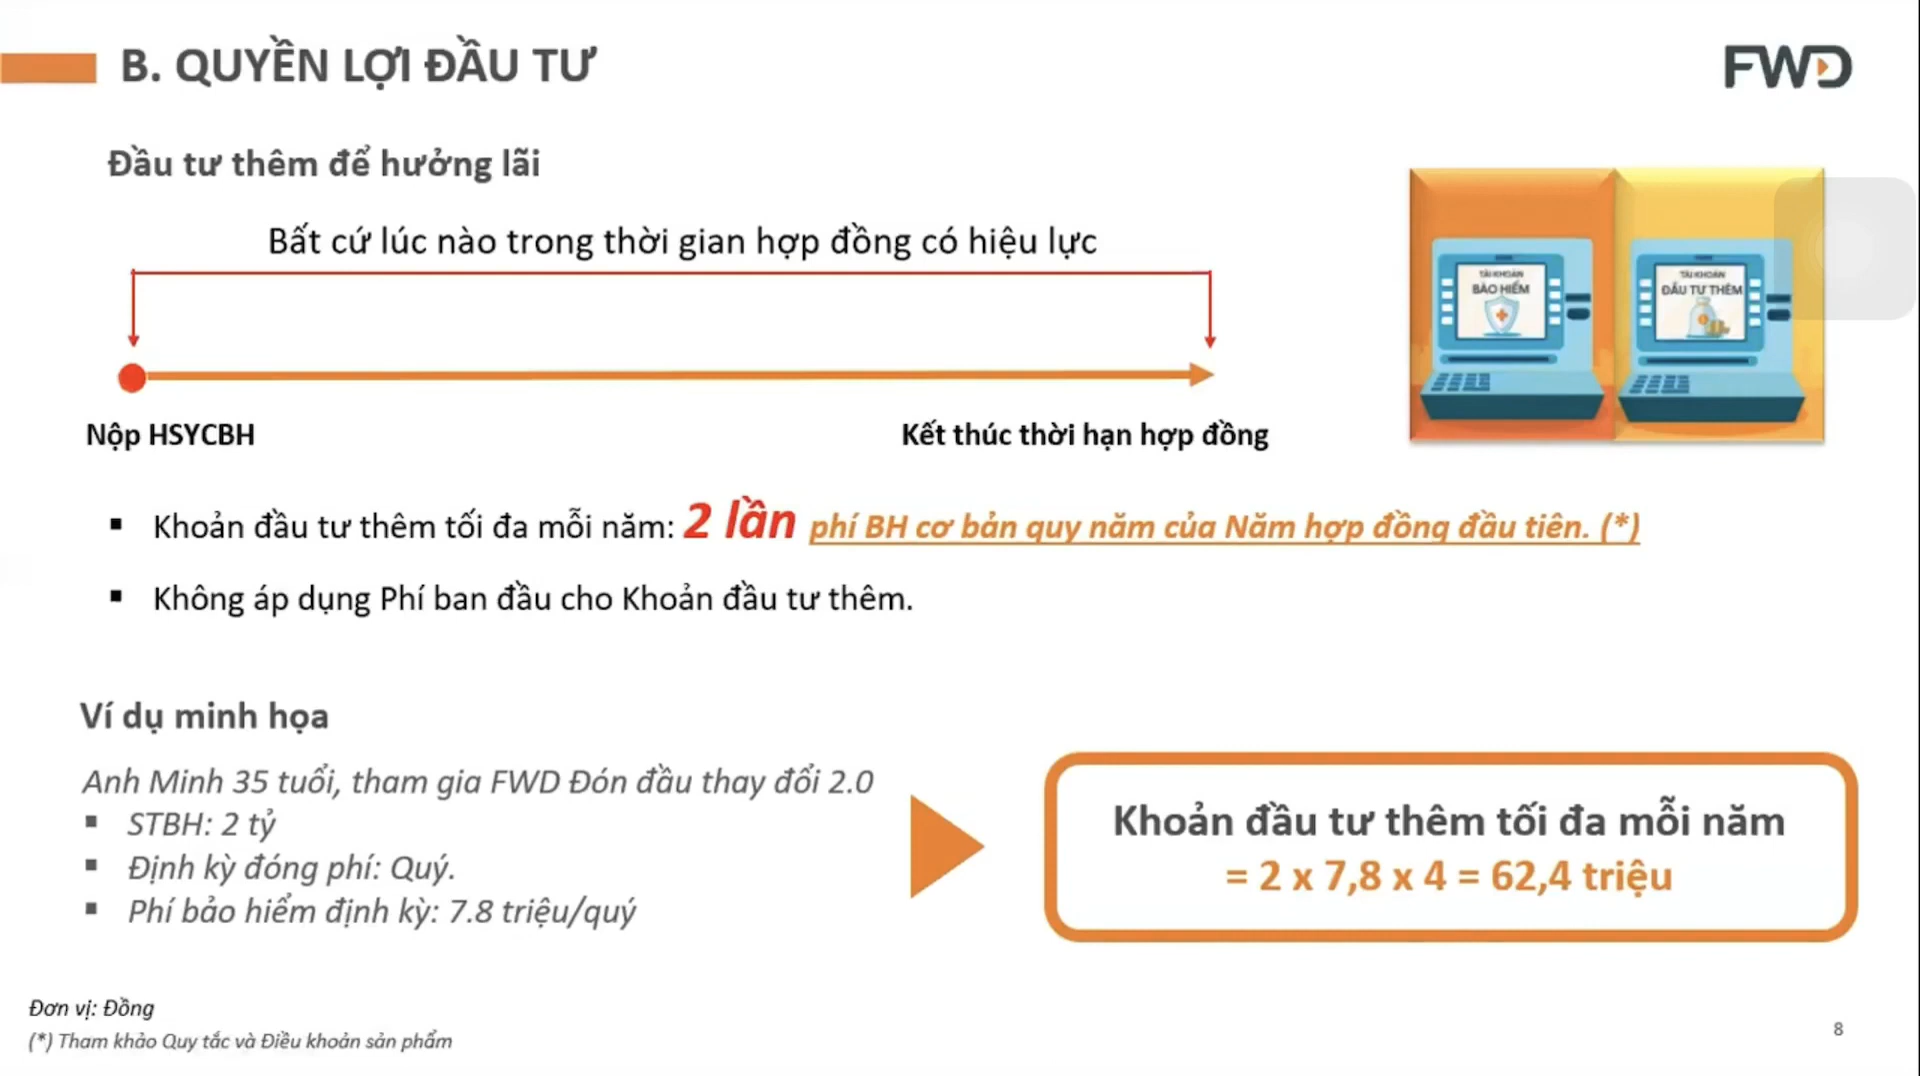 B. QUYỀN LỢI ĐẦU TƯ
FWD
Đầu tư thêm để hưởng lãi
Bất cứ lúc nào trong thời gian hợp đồng có hiệu lực
TÀI KHOẢN
BẢO HIỂM
TÀI KHOẢN
ĐẦU TƯ THÊM
Nộp HSYCBH
Kết thúc thời hạn hợp đồng
▪ Khoản đầu tư thêm tối đa mỗi năm: 2 lần phí BH cơ bản quy năm của Năm hợp đồng đầu tiên. (*)
▪ Không áp dụng Phí ban đầu cho Khoản đầu tư thêm.
Ví dụ minh họa
Anh Minh 35 tuổi, tham gia FWD Đón đầu thay đổi 2.0
▪ STBH: 2 tỷ
▪ Định kỳ đóng phí: Quý.
▪ Phí bảo hiểm định kỳ: 7.8 triệu/quý
Khoản đầu tư thêm tối đa mỗi năm
= 2 x 7,8 x 4 = 62,4 triệu
Đơn vị: Đồng
(*) Tham khảo Quy tắc và Điều khoản sản phẩm
8